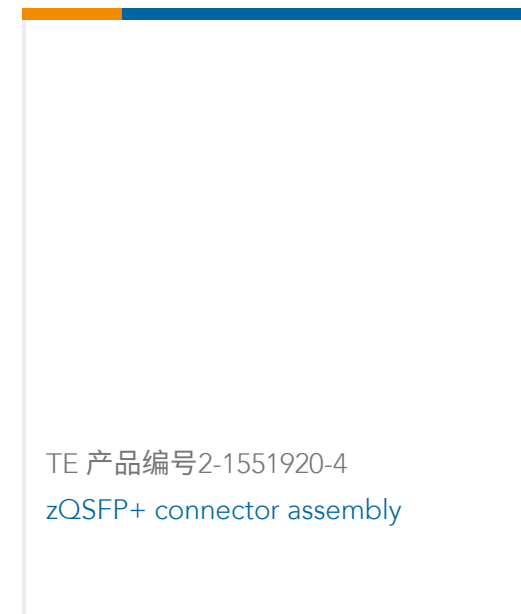 TE 产品编号2-1551920-4
zQSFP+ connector assembly